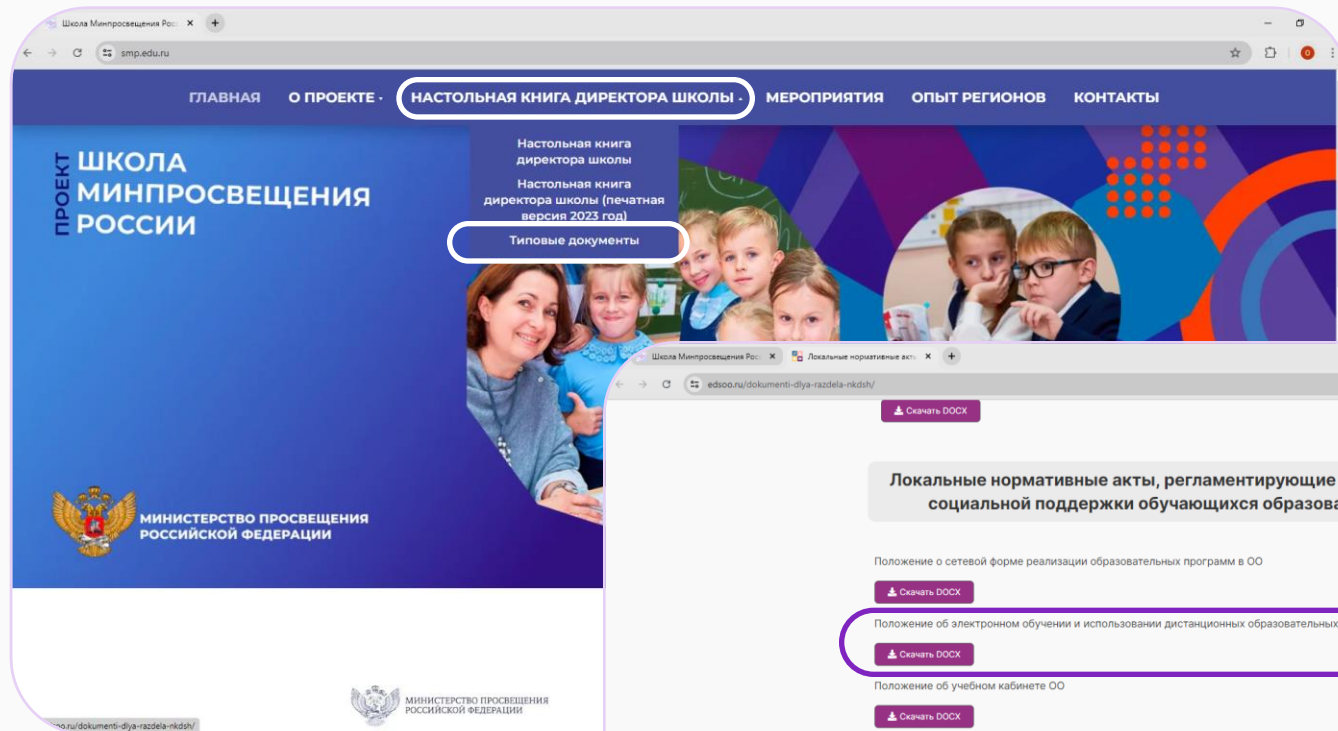 Школа Минпросвещения Рос
smp.edu.ru
ГЛАВНАЯ О ПРОЕКТЕ НАСТОЛЬНАЯ КНИГА ДИРЕКТОРА ШКОЛЫ МЕРОПРИЯТИЯ ОПЫТ РЕГИОНОВ КОНТАКТЫ
Настольная книга
директора школы
Настольная книга
директора школы (печатная
версия 2023 год)
Типовые документы
ПРОЕКТ
ШКОЛА
МИНПРОСВЕЩЕНИЯ
РОССИИ
МИНИСТЕРСТВО ПРОСВЕЩЕНИЯ
РОССИЙСКОЙ ФЕДЕРАЦИИ
МИНИСТЕРСТВО ПРОСВЕЩЕНИЯ
РОССИЙСКОЙ ФЕДЕРАЦИИ
oo.ru/dokumenti-dlya-razdela-nkdsh/
Школа Минпросвещения Рос Локальные нормативные акты
edsoo.ru/dokumenti-dlya-razdela-nkdsh/
Скачать DOCX
Локальные нормативные акты, регламентирующие
социальной поддержки обучающихся образова
Положение о сетевой форме реализации образовательных программ в ОО
Скачать DOCX
Положение об электронном обучении и использовании дистанционных образовательных
Скачать DOCX
Положение об учебном кабинете ОО
Скачать DOCX